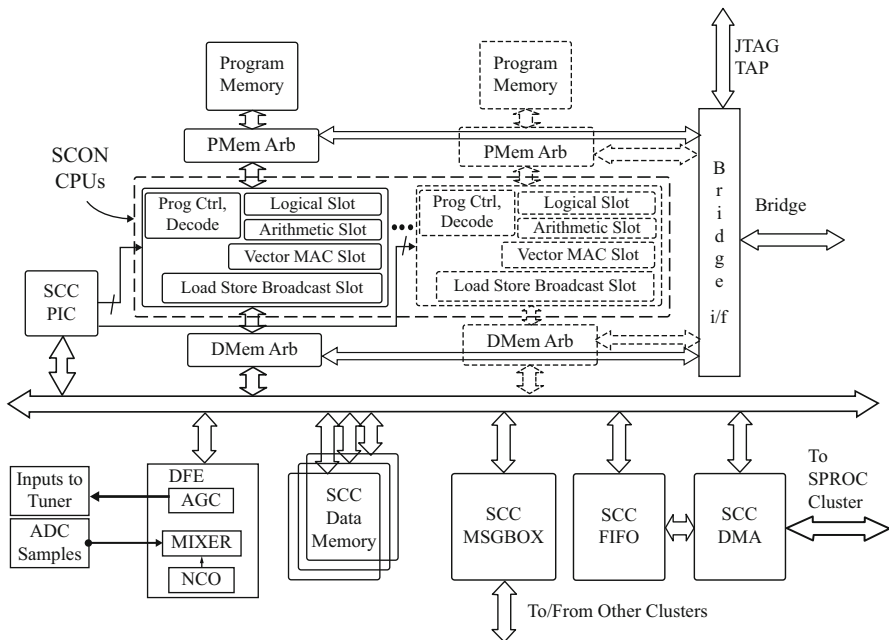 Program
Memory
Program
Memory
JTAG
TAP
PMem Arb
PMem Arb
SCON
CPUs
Prog Ctrl,
Decode
Logical Slot
Arithmetic Slot
Vector MAC Slot
Load Store Broadcast Slot
Prog Ctrl,
Decode
Logical Slot
Arithmetic Slot
Vector MAC Slot
Load Store Broadcast Slot
Bridge
i/f
Bridge
SCC
PIC
DMem Arb
DMem Arb
Inputs to
Tuner
ADC
Samples
DFE
AGC
MIXER
NCO
SCC
Data
Memory
SCC
MSGBOX
SCC
FIFO
SCC
DMA
To
SPROC
Cluster
To/From Other Clusters